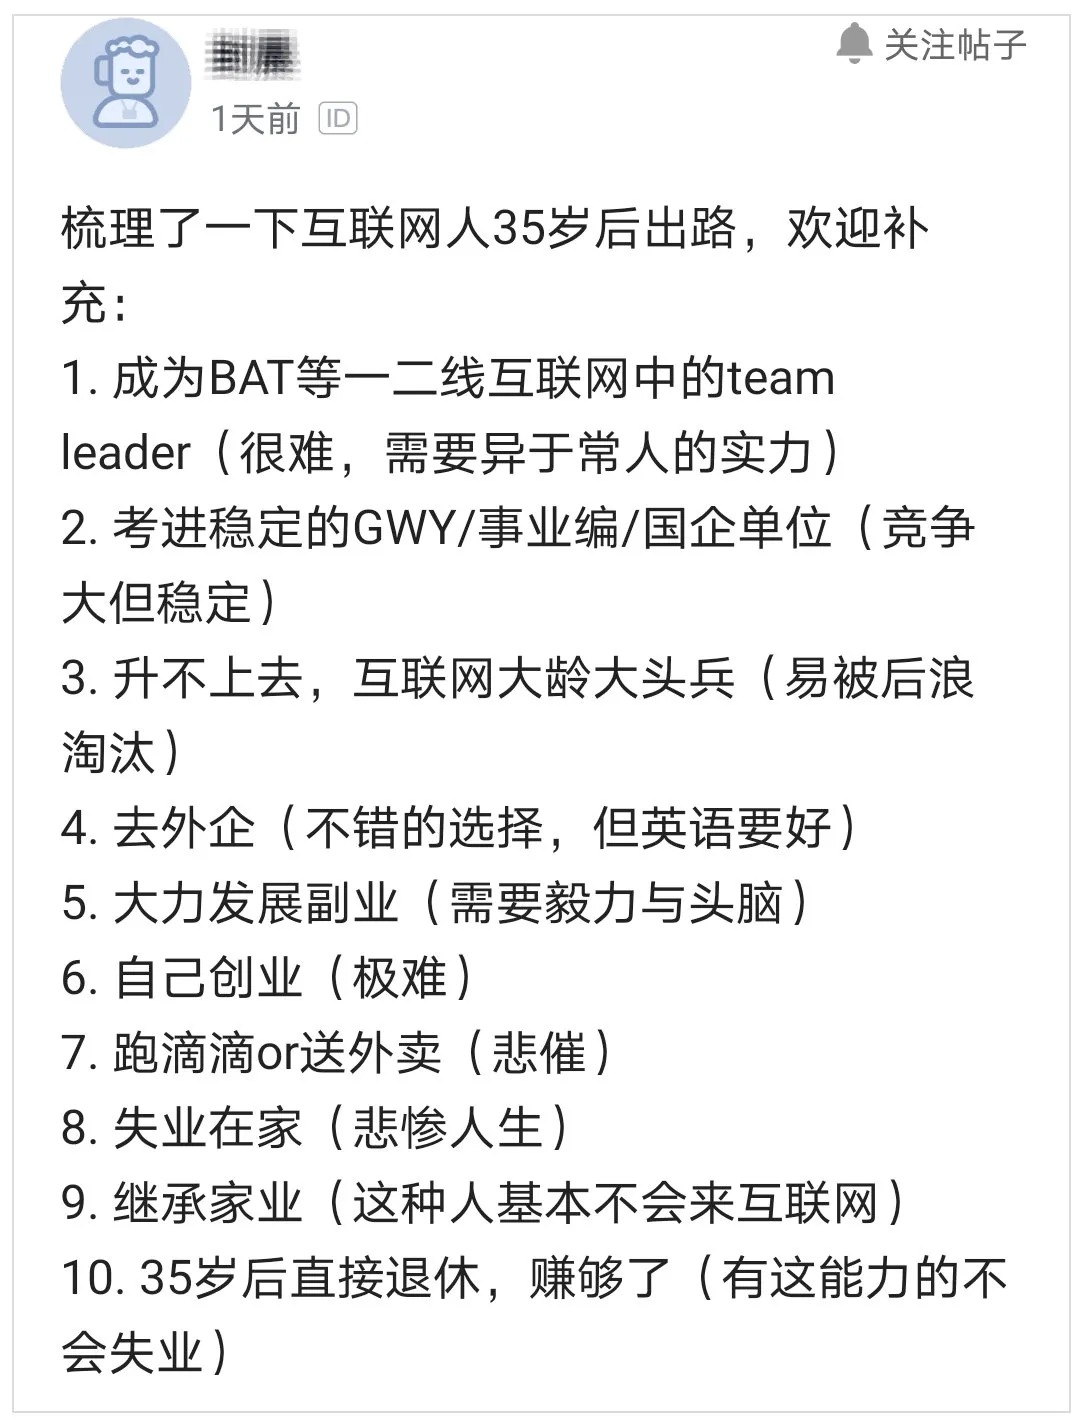 关注帖子
1天前 ID
梳理了一下互联网人35岁后出路，欢迎补
充：
1. 成为BAT等一二线互联网中的team
leader（很难，需要异于常人的实力）
2. 考进稳定的GWY/事业编/国企单位（竞争
大但稳定）
3. 升不上去，互联网大龄大头兵（易被后浪
淘汰）
4. 去外企（不错的选择，但英语要好）
5. 大力发展副业（需要毅力与头脑）
6. 自己创业（极难）
7. 跑滴滴or送外卖（悲催）
8. 失业在家（悲惨人生）
9. 继承家业（这种人基本不会来互联网）
10. 35岁后直接退休，赚够了（有这能力的不
会失业）